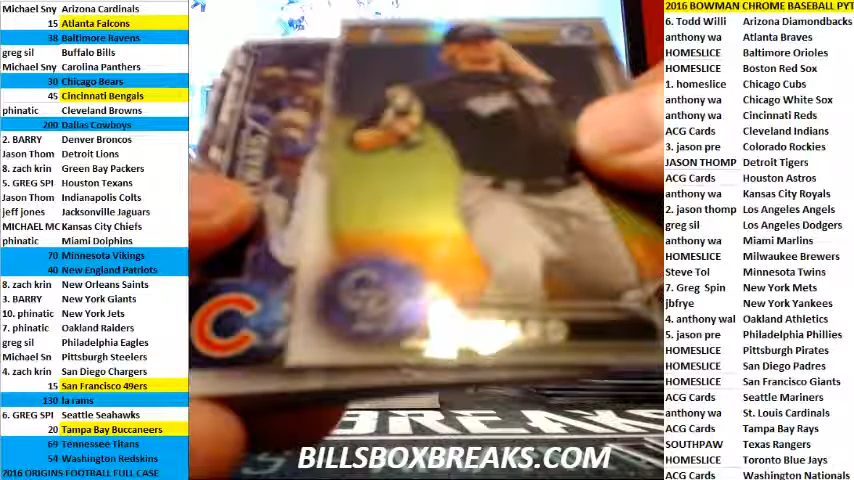 Michael Sny Arizona Cardinals
15 Atlanta Falcons
38 Baltimore Ravens
greg sil Buffalo Bills
Michael Sny Carolina Panthers
30 Chicago Bears
45 Cincinnati Bengals
phinatic Cleveland Browns
200 Dallas Cowboys
2. BARRY Denver Broncos
Jason Thom Detroit Lions
8. zach krin Green Bay Packers
5. GREG SPI Houston Texans
Jason Thom Indianapolis Colts
jeff jones Jacksonville Jaguars
MICHAEL MC Kansas City Chiefs
phinatic Miami Dolphins
70 Minnesota Vikings
40 New England Patriots
8. zach krin New Orleans Saints
3. BARRY New York Giants
10. phinatic New York Jets
7. phinatic Oakland Raiders
greg sil Philadelphia Eagles
Michael Sn Pittsburgh Steelers
4. zach krin San Diego Chargers
15 San Francisco 49ers
130 la rams
6. GREG SPI Seattle Seahawks
20 Tampa Bay Buccaneers
69 Tennessee Titans
54 Washington Redskins
2016 ORIGINS FOOTBALL FULL CASE
C
BREAKS
BILLSBOXBREAKS.COM
2016 BOWMAN CHROME BASEBALL PYT
6. Todd Willi Arizona Diamondbacks
anthony wa Atlanta Braves
HOMESLICE Baltimore Orioles
HOMESLICE Boston Red Sox
1. homeslice Chicago Cubs
anthony wa Chicago White Sox
anthony wa Cincinnati Reds
ACG Cards Cleveland Indians
3. jason pre Colorado Rockies
JASON THOMP Detroit Tigers
ACG Cards Houston Astros
anthony wa Kansas City Royals
2. jason thomp Los Angeles Angels
greg sil Los Angeles Dodgers
anthony wa Miami Marlins
HOMESLICE Milwaukee Brewers
Steve Tol Minnesota Twins
7. Greg Spin New York Mets
jbfrye New York Yankees
4. anthony wal Oakland Athletics
5. jason pre Philadelphia Phillies
HOMESLICE Pittsburgh Pirates
HOMESLICE San Diego Padres
HOMESLICE San Francisco Giants
ACG Cards Seattle Mariners
anthony wa St. Louis Cardinals
ACG Cards Tampa Bay Rays
SOUTHPAW Texas Rangers
HOMESLICE Toronto Blue Jays
ACG Cards Washington Nationals